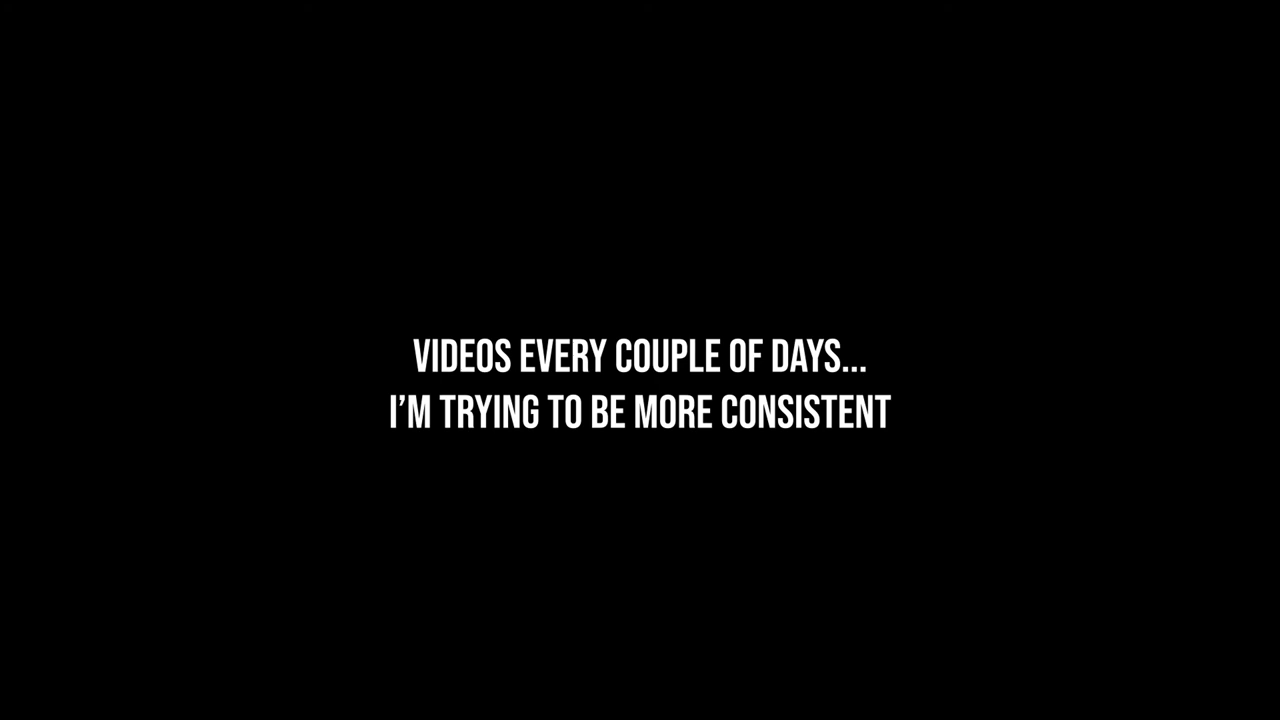 VIDEOS EVERY COUPLE OF DAYS...
I’M TRYING TO BE MORE CONSISTENT